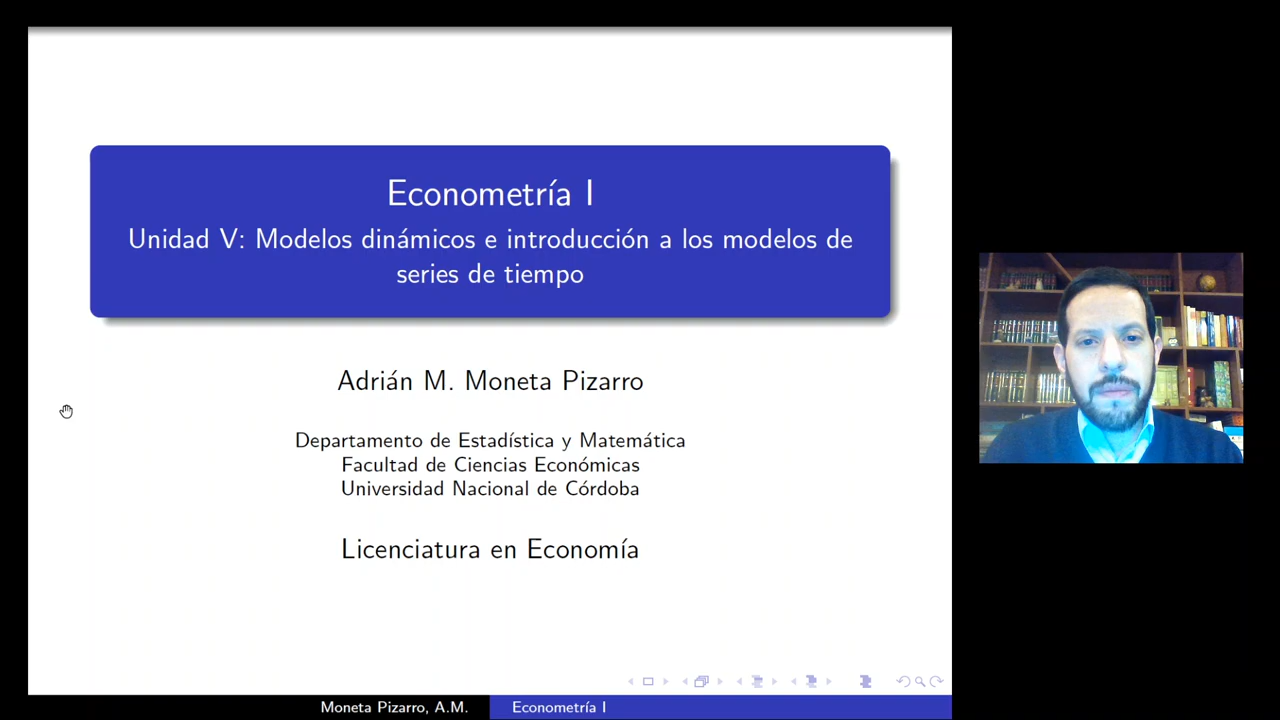 Econometría I
Unidad V: Modelos dinámicos e introducción a los modelos de
series de tiempo
Adrián M. Moneta Pizarro
Departamento de Estadística y Matemática
Facultad de Ciencias Económicas
Universidad Nacional de Córdoba
Licenciatura en Economía
Moneta Pizarro, A.M. Econometría I